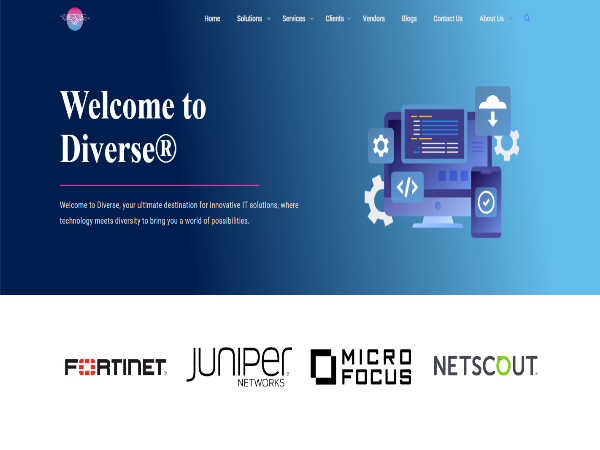 Home Solutions Services Clients Vendors Blogs Contact Us About Us
Welcome to
Diverse®
Welcome to Diverse, your ultimate destination for innovative IT solutions, where
technology meets diversity to bring you a world of possibilities.
FORTINET
JUNIPER
NETWORKS
MICRO
FOCUS
NETSCOUT